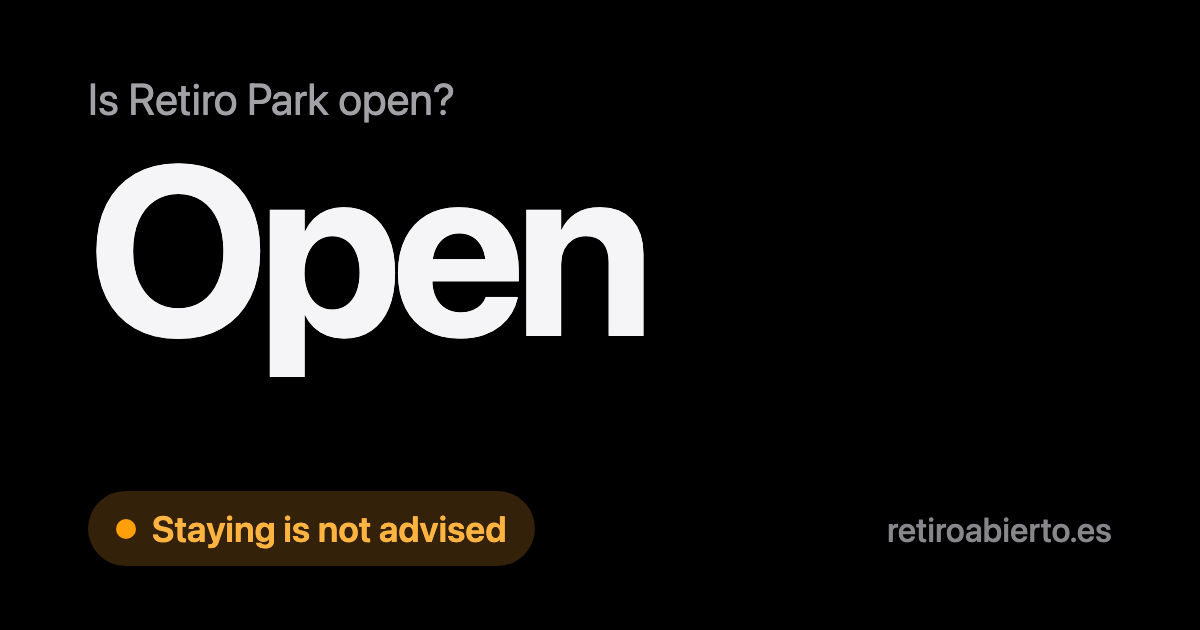 Is Retiro Park open?
Open
Staying is not advised
retiroabierto.es